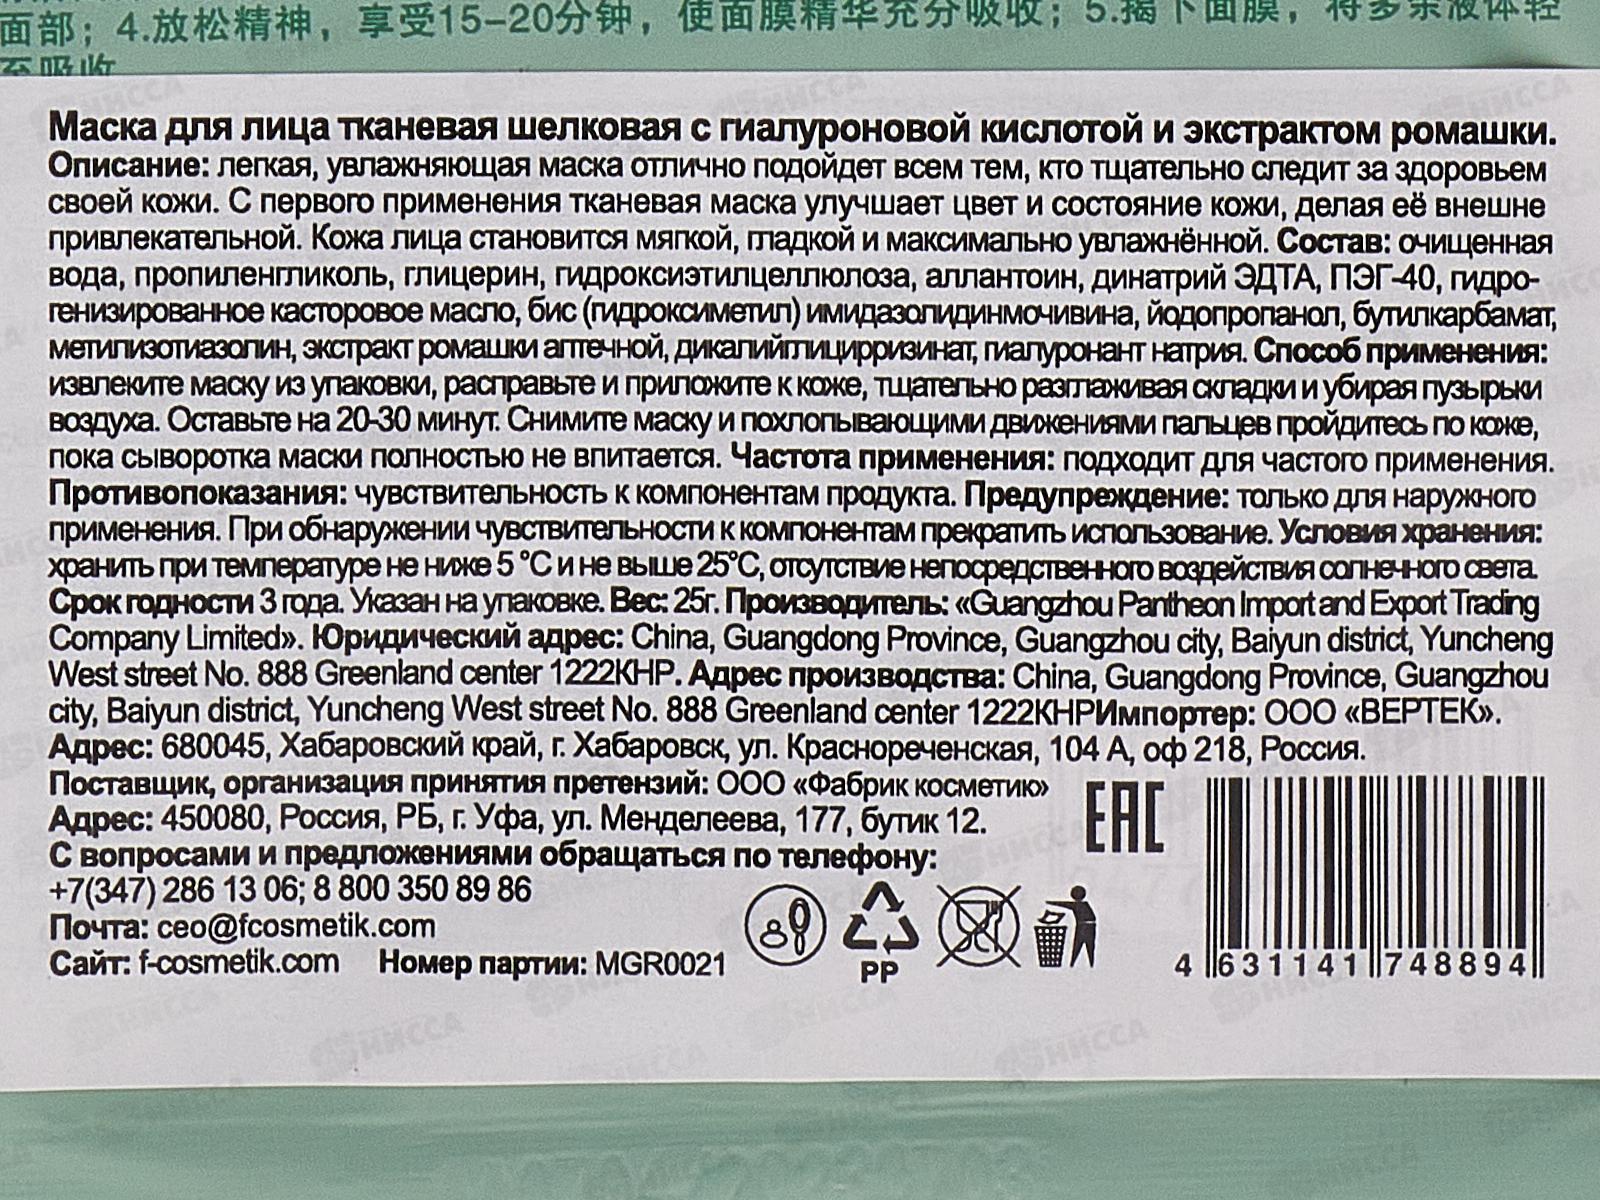 面部；4.放松精神，享受15-20分钟，使面膜精华充分吸收；5.揭下面膜，将多余液体轻
至吸收
Маска для лица тканевая шелковая с гиалуроновой кислотой и экстрактом ромашки.
Описание: легкая, увлажняющая маска отлично подойдет всем тем, кто тщательно следит за здоровьем
своей кожи. С первого применения тканевая маска улучшает цвет и состояние кожи, делая её внешне
привлекательной. Кожа лица становится мягкой, гладкой и максимально увлажнённой. Состав: очищенная
вода, пропиленгликоль, глицерин, гидроксиэтилцеллюлоза, аллантоин, динатрий ЭДТА, ПЭГ-40, гидро-
генизированное касторовое масло, бис (гидроксиметил) имидазолидинмочивина, йодопропанол, бутилкарбамат,
метилизотиазолин, экстракт ромашки аптечной, дикалийглицирризинат, гиалуронант натрия. Способ применения:
извлеките маску из упаковки, расправьте и приложите к коже, тщательно разглаживая складки и убирая пузырьки
воздуха. Оставьте на 20-30 минут. Снимите маску и похлопывающими движениями пальцев пройдитесь по коже,
пока сыворотка маски полностью не впитается. Частота применения: подходит для частого применения.
Противопоказания: чувствительность к компонентам продукта. Предупреждение: только для наружного
применения. При обнаружении чувствительности к компонентам прекратить использование. Условия хранения:
хранить при температуре не ниже 5 °С и не выше 25°С, отсутствие непосредственного воздействия солнечного света.
Срок годности 3 года. Указан на упаковке. Вес: 25г. Производитель: «Guangzhou Pantheon Import and Export Trading
Company Limited». Юридический адрес: China, Guangdong Province, Guangzhou city, Baiyun district, Yuncheng
West street No. 888 Greenland center 1222КНР. Адрес производства: China, Guangdong Province, Guangzhou
city, Baiyun district, Yuncheng West street No. 888 Greenland center 1222КНРИмпортер: ООО «ВЕРТЕК».
Адрес: 680045, Хабаровский край, г. Хабаровск, ул. Краснореченская, 104 А, оф 218, Россия.
Поставщик, организация принятия претензий: ООО «Фабрик косметик»
Адрес: 450080, Россия, РБ, г. Уфа, ул. Менделеева, 177, бутик 12.
С вопросами и предложениями обращаться по телефону:
+7(347) 286 13 06; 8 800 350 89 86
Почта: ceo@fcosmetik.com
Сайт: f-cosmetik.com Номер партии: MGR0021
EAC
PP
4 631141 748894